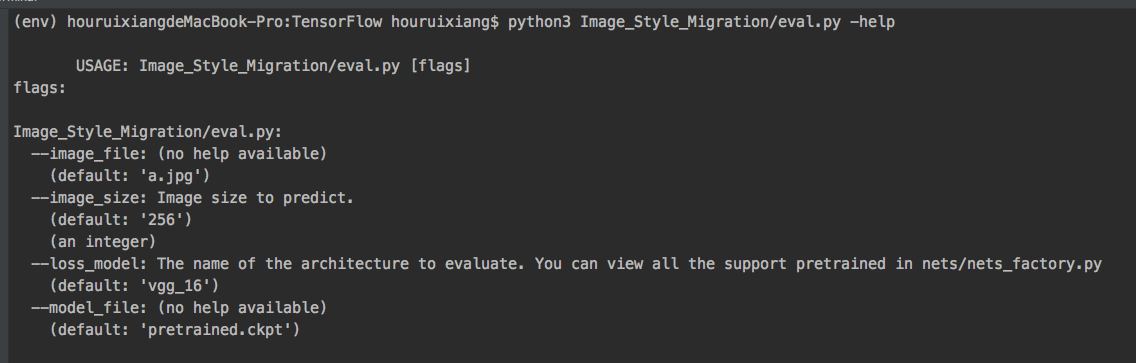 (env) houruixiangdeMacBook-Pro:TensorFlow houruixiang$ python3 Image_Style_Migration/eval.py -help
USAGE: Image_Style_Migration/eval.py [flags]
flags:
Image_Style_Migration/eval.py:
--image_file: (no help available)
(default: 'a.jpg')
--image_size: Image size to predict.
(default: '256')
(an integer)
--loss_model: The name of the architecture to evaluate. You can view all the support pretrained in nets/nets_factory.py
(default: 'vgg_16')
--model_file: (no help available)
(default: 'pretrained.ckpt')